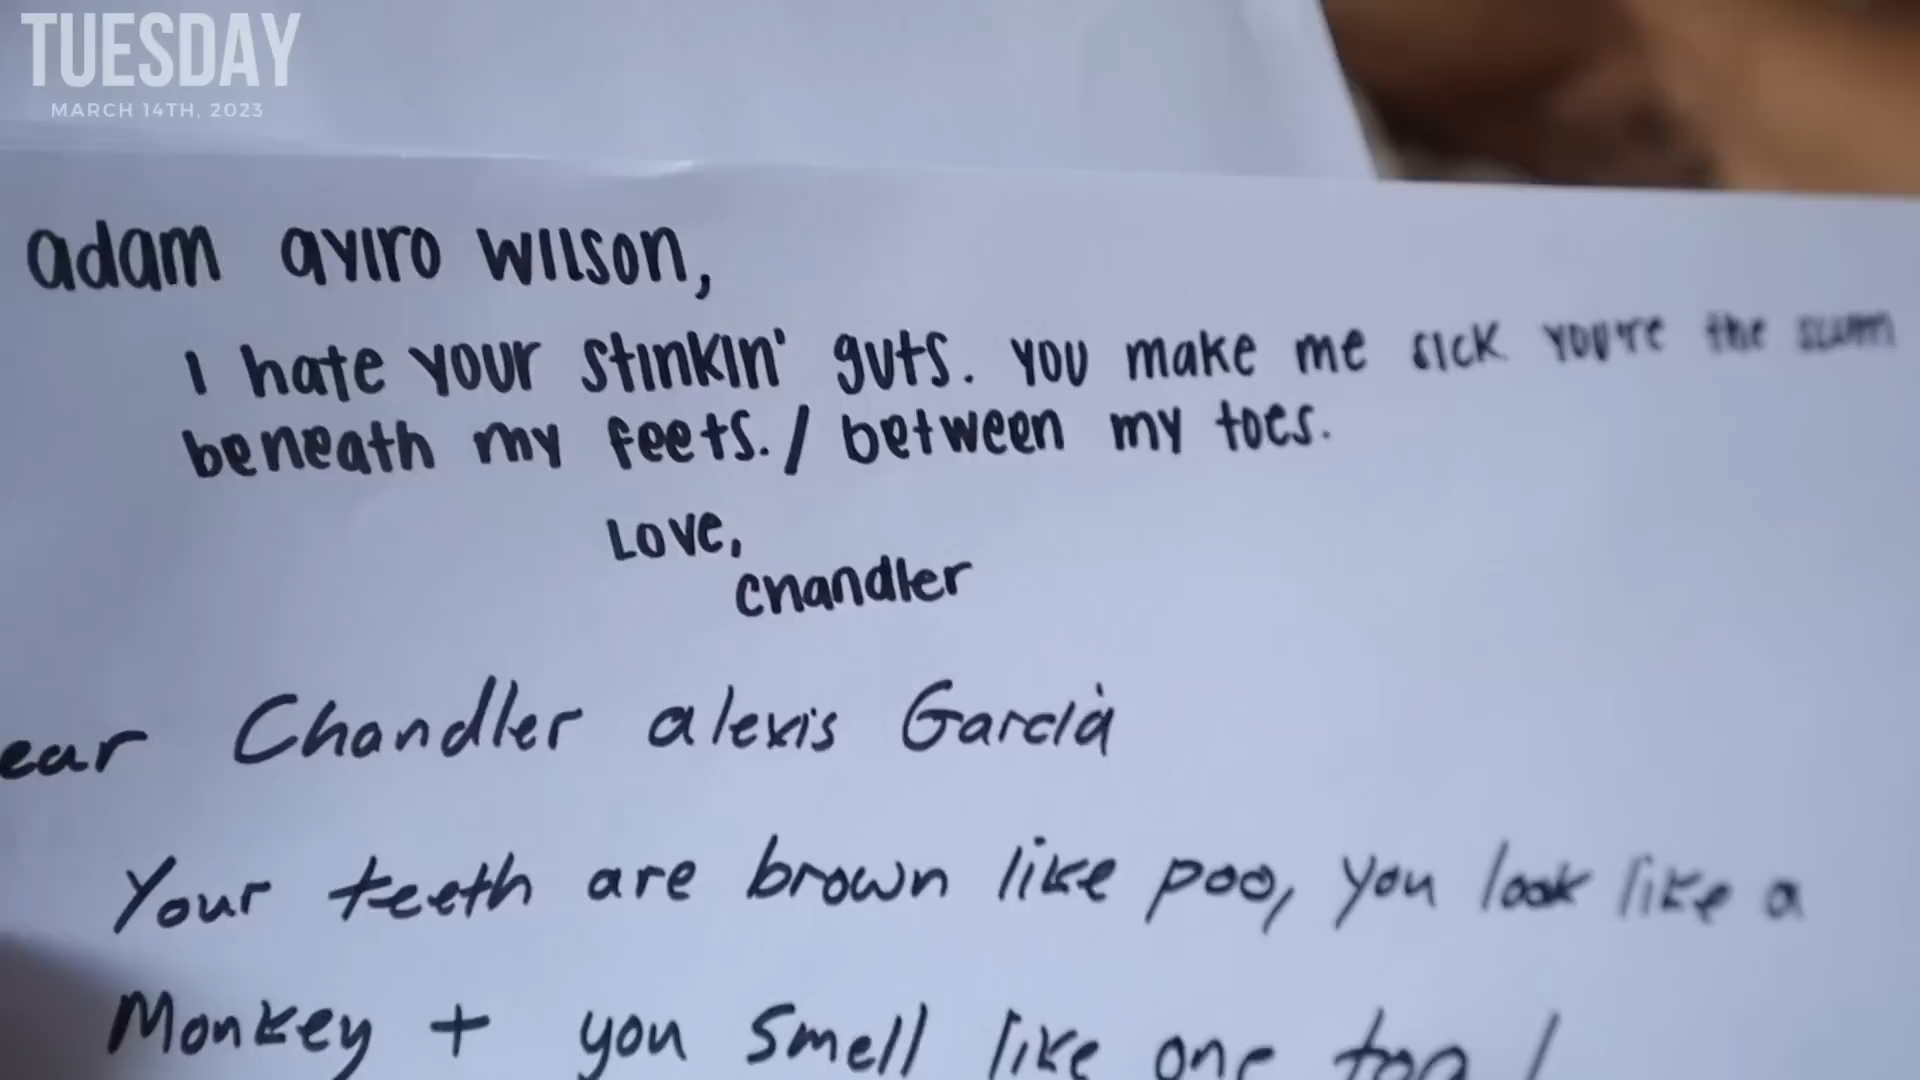 TUESDAY
MARCH 14TH, 2023
adam ayiro wilson,
I hate your stinkin' guts. you make me sick you're the scum
beneath my feets. / between my toes.
Love,
chandler
ear Chandler alexis Garcia
Your teeth are brown like poo, you look like a
Monkey + you smell like one too!